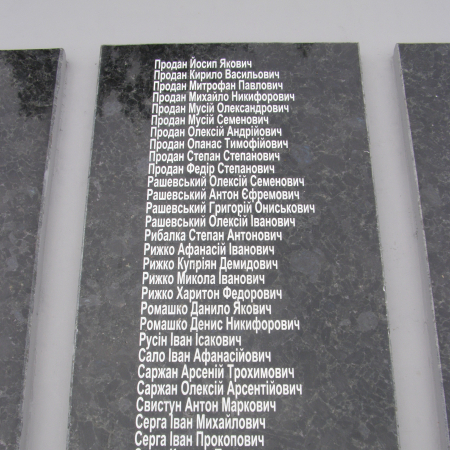 Продан Йосип Якович
Продан Кирило Васильович
Продан Митрофан Павлович
Продан Михайло Никифорович
Продан Мусій Олександрович
Продан Мусій Семенович
Продан Олексій Андрійович
Продан Опанас Тимофійович
Продан Степан Степанович
Продан Федір Степанович
Рашевський Олексій Семенович
Рашевський Антон Єфремович
Рашевський Григорій Ониськович
Рашевський Олексій Іванович
Рибалка Степан Антонович
Рижко Афанасій Іванович
Рижко Купріян Демидович
Рижко Микола Іванович
Рижко Харитон Федорович
Ромашко Данило Якович
Ромашко Денис Никифорович
Русін Іван Ісакович
Сало Іван Афанасійович
Саржан Арсеній Трохимович
Саржан Олексій Арсентійович
Свистун Антон Маркович
Серга Іван Михайлович
Серга Іван Прокопович